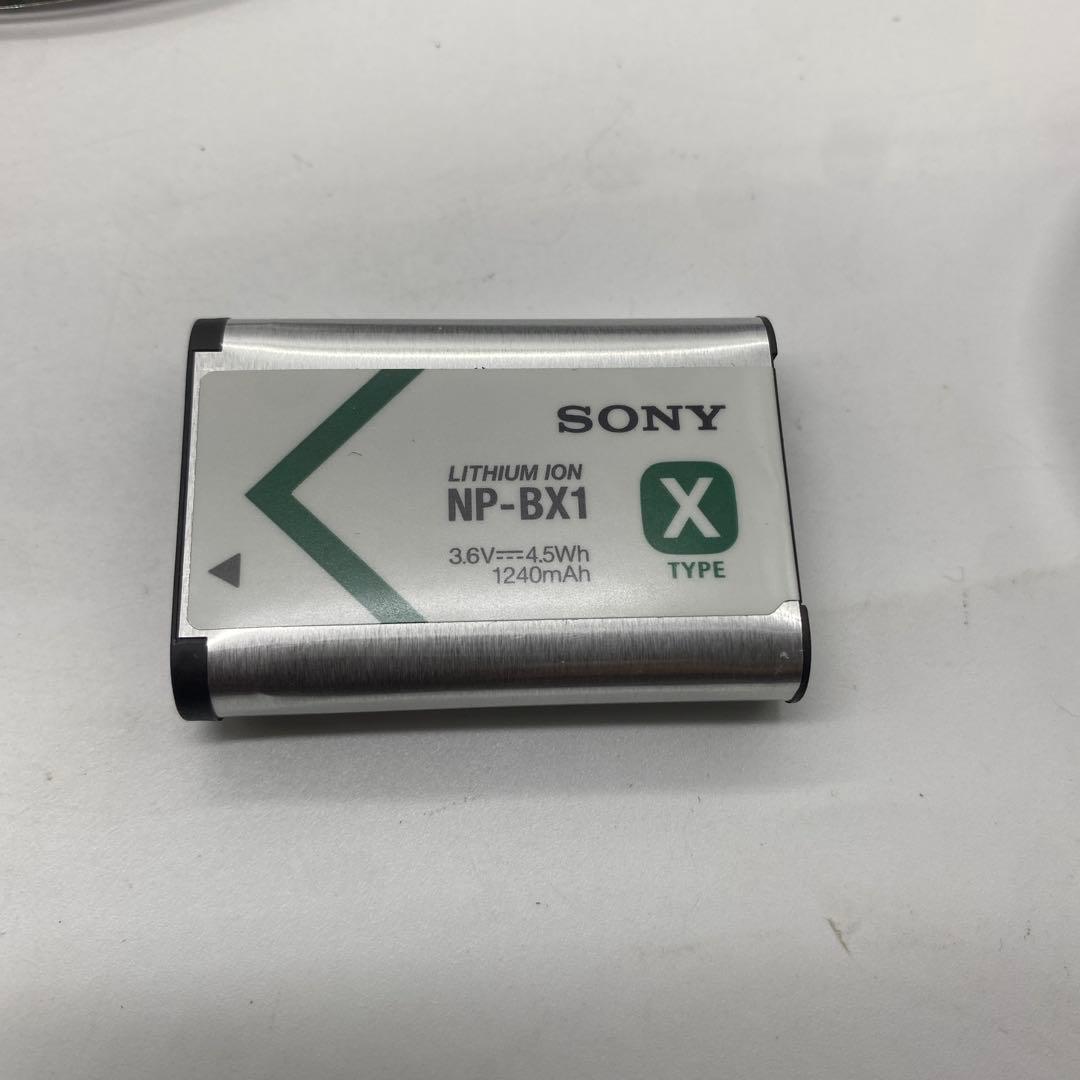 SONY
LITHIUM ION
NP-BX1
X
3.6V⎓4.5Wh
1240mAh
TYPE